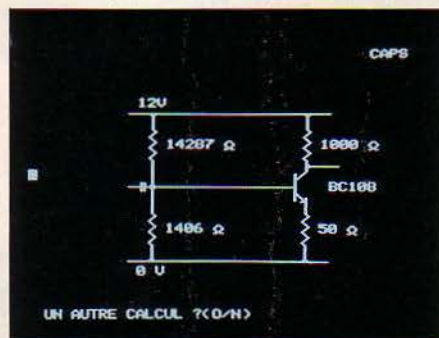 CAPS
12V
14287 Ω 1000 Ω
BC108
1406 Ω 50 Ω
0 V
UN AUTRE CALCUL ?(O/N)